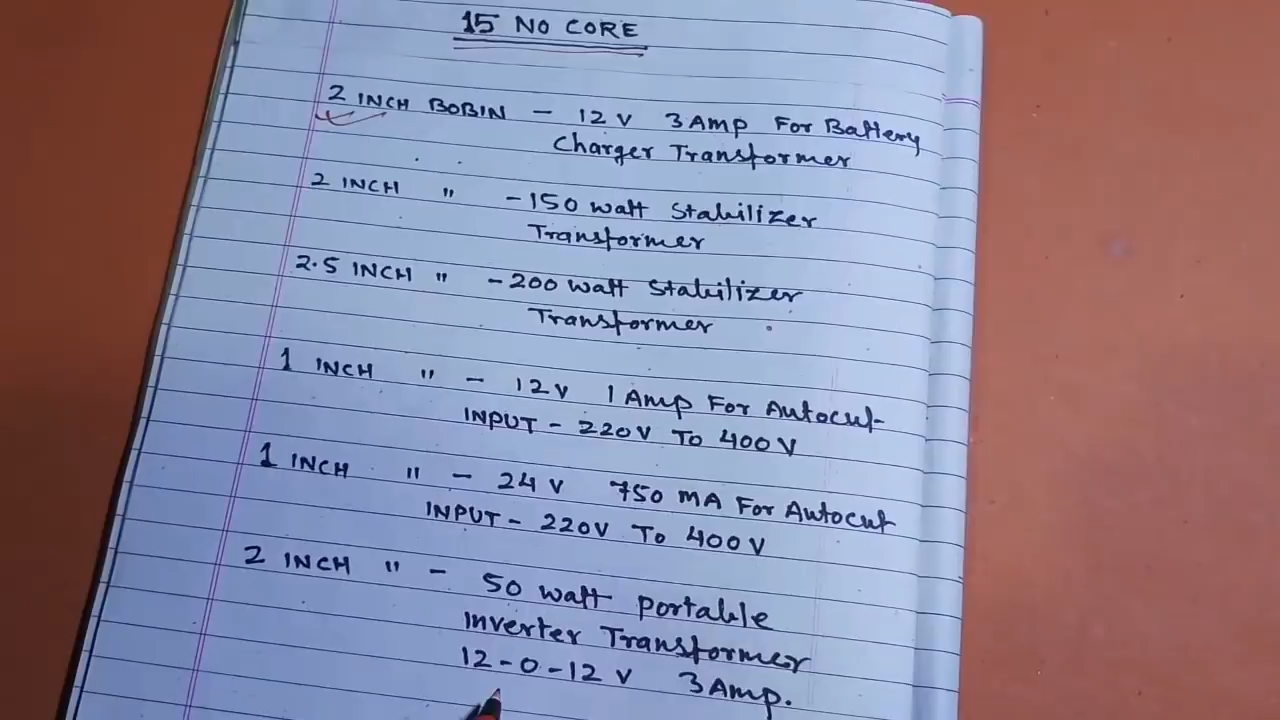 15 NO CORE
2 INCH BOBIN - 12 V 3 Amp For Battery
Charger Transformer
2 INCH " - 150 watt Stabilizer
Transformer
2.5 INCH " - 200 watt Stabilizer
Transformer
1 INCH " - 12 V 1 Amp For Autocut
INPUT - 220V To 400V
1 INCH " - 24 V 750 MA For Autocut
INPUT - 220V To 400V
2 INCH " - 50 watt portable
Inverter Transformer
12-0-12 V 3 Amp.